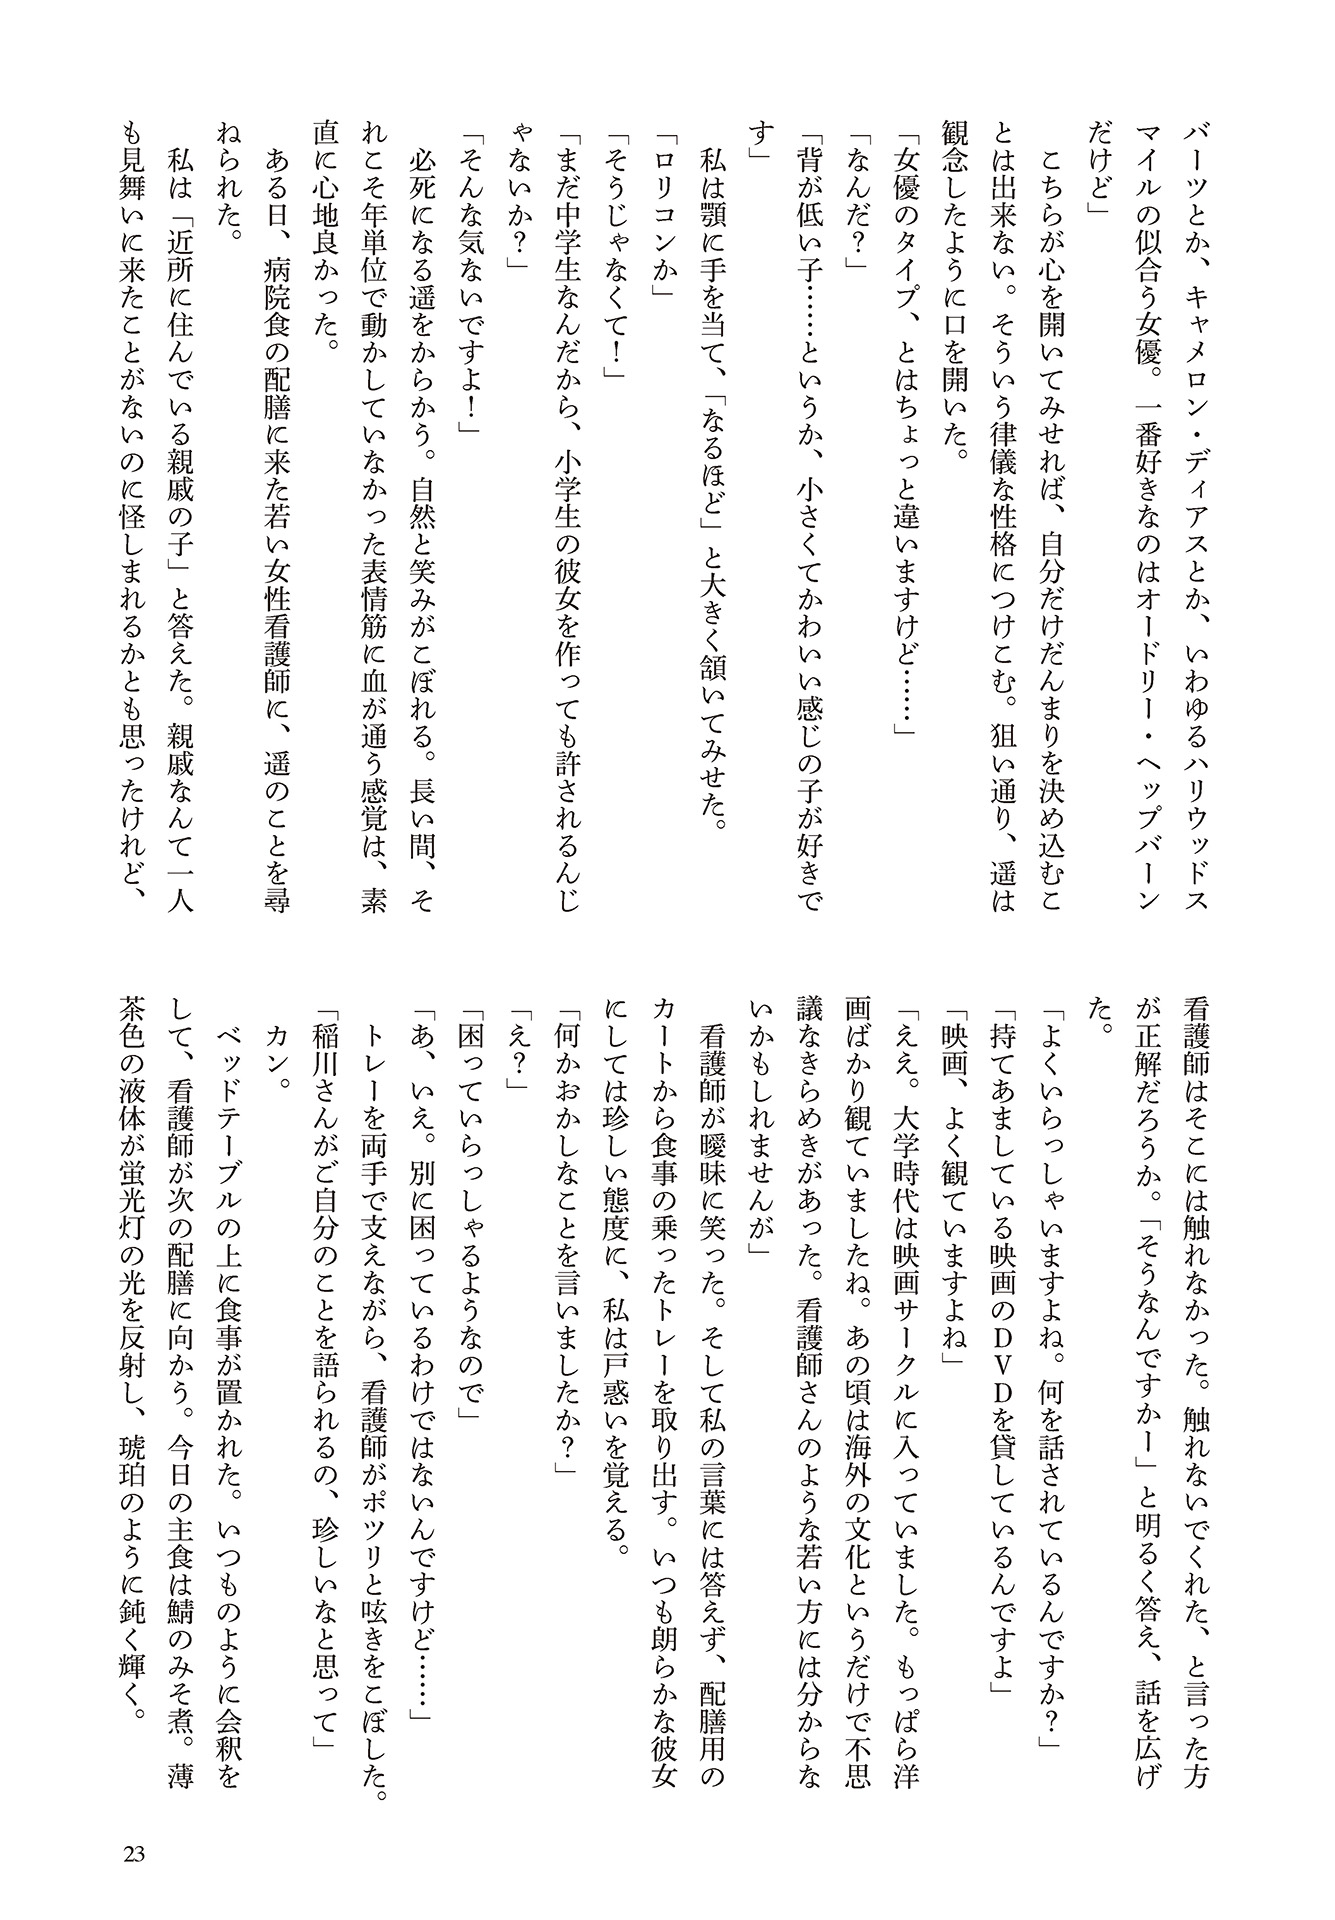 バーツとか、キャメロン・ディアスとか、いわゆるハリウッドス
マイルの似合う女優。一番好きなのはオードリー・ヘップバーン
だけど」
　こちらが心を開いてみせれば、自分だけだんまりを決め込むこ
とは出来ない。そういう律儀な性格につけこむ。狙い通り、遥は
観念したように口を開いた。
「女優のタイプ、とはちょっと違いますけど……」
「なんだ？」
「背が低い子……というか、小さくてかわいい感じの子が好きで
す」
　私は顎に手を当て、「なるほど」と大きく頷いてみせた。
「ロリコンか」
「そうじゃなくて！」
「まだ中学生なんだから、小学生の彼女を作っても許されるんじ
ゃないか？」
「そんな気ないですよ！」
　必死になる遥をからかう。自然と笑みがこぼれる。長い間、そ
れこそ年単位で動かしていなかった表情筋に血が通う感覚は、素
直に心地良かった。
　ある日、病院食の配膳に来た若い女性看護師に、遥のことを尋
ねられた。
　私は「近所に住んでいる親戚の子」と答えた。親戚なんて一人
も見舞いに来たことがないのに怪しまれるかとも思ったけれど、
看護師はそこには触れなかった。触れないでくれた、と言った方
が正解だろうか。「そうなんですかー」と明るく答え、話を広げ
た。
「よくいらっしゃいますよね。何を話されているんですか？」
「持てあましている映画のＤＶＤを貸しているんですよ」
「映画、よく観ていますよね」
「ええ。大学時代は映画サークルに入っていました。もっぱら洋
画ばかり観ていましたね。あの頃は海外の文化というだけで不思
議なきらめきがあった。看護師さんのような若い方には分からな
いかもしれませんが」
　看護師が曖昧に笑った。そして私の言葉には答えず、配膳用の
カートから食事の乗ったトレーを取り出す。いつも朗らかな彼女
にしては珍しい態度に、私は戸惑いを覚える。
「何かおかしなことを言いましたか？」
「え？」
「困っていらっしゃるようなので」
「あ、いえ。別に困っているわけではないんですけど……」
　トレーを両手で支えながら、看護師がポツリと呟きをこぼした。
「稲川さんがご自分のことを語られるの、珍しいなと思って」
　カン。
　ベッドテーブルの上に食事が置かれた。いつものように会釈を
して、看護師が次の配膳に向かう。今日の主食は鯖のみそ煮。薄
茶色の液体が蛍光灯の光を反射し、琥珀のように鈍く輝く。
23